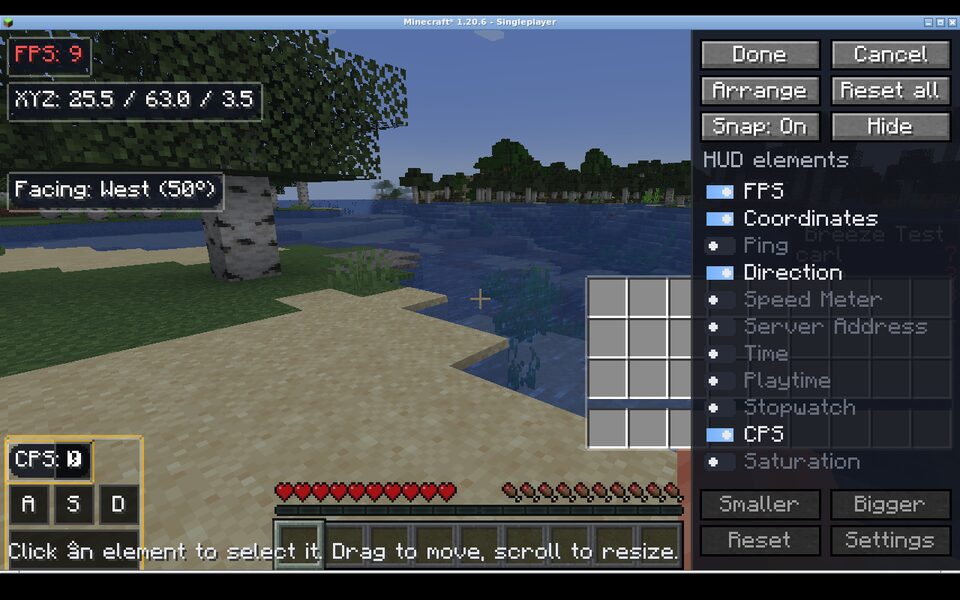 Minecraft* 1.20.6 - Singleplayer
FPS: 9
XYZ: 25.5 / 63.0 / 3.5
Facing: West (50°)
Done
Cancel
Arrange
Reset all
Snap: On
Hide
HUD elements
FPS
Coordinates
Ping
Direction
Speed Meter
Server Address
Time
Playtime
Stopwatch
CPS
Saturation
Smaller
Bigger
Reset
Settings
CPS:
A S D
Click an element to select it. Drag to move, scroll to resize.